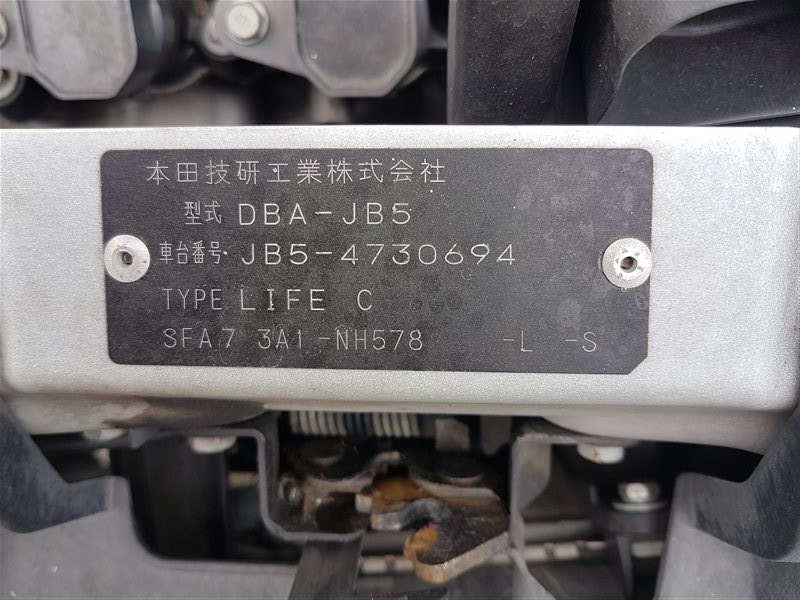 本田技研工業株式会社
型式 DBA-JB5
車台番号 JB5-4730694
TYPE LIFE C
SFA7 3A1-NH578 -L -S